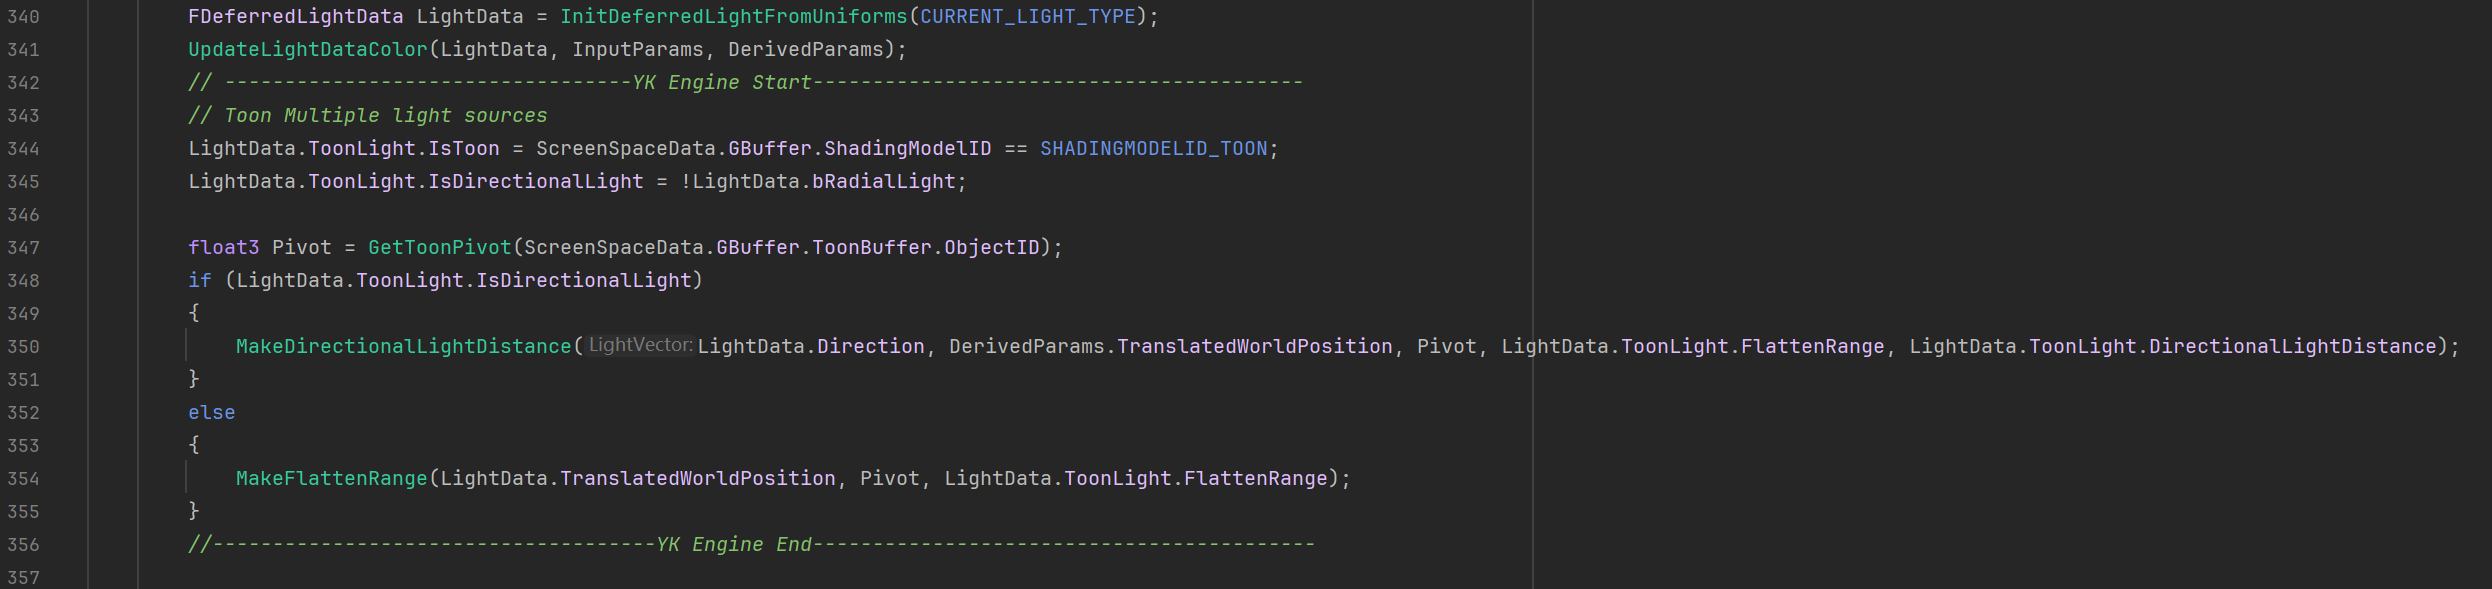 340 FDeferredLightData LightData = InitDeferredLightFromUniforms(CURRENT_LIGHT_TYPE);
341 UpdateLightDataColor(LightData, InputParams, DerivedParams);
342 // ----------------------------------YK Engine Start-----------------------------------------
343 // Toon Multiple light sources
344 LightData.ToonLight.IsToon = ScreenSpaceData.GBuffer.ShadingModelID == SHADINGMODELID_TOON;
345 LightData.ToonLight.IsDirectionalLight = !LightData.bRadialLight;
346
347 float3 Pivot = GetToonPivot(ScreenSpaceData.GBuffer.ToonBuffer.ObjectID);
348 if (LightData.ToonLight.IsDirectionalLight)
349 {
350 MakeDirectionalLightDistance(LightVector:LightData.Direction, DerivedParams.TranslatedWorldPosition, Pivot, LightData.ToonLight.FlattenRange, LightData.ToonLight.DirectionalLightDistance);
351 }
352 else
353 {
354 MakeFlattenRange(LightData.TranslatedWorldPosition, Pivot, LightData.ToonLight.FlattenRange);
355 }
356 //-------------------------------------YK Engine End------------------------------------------
357